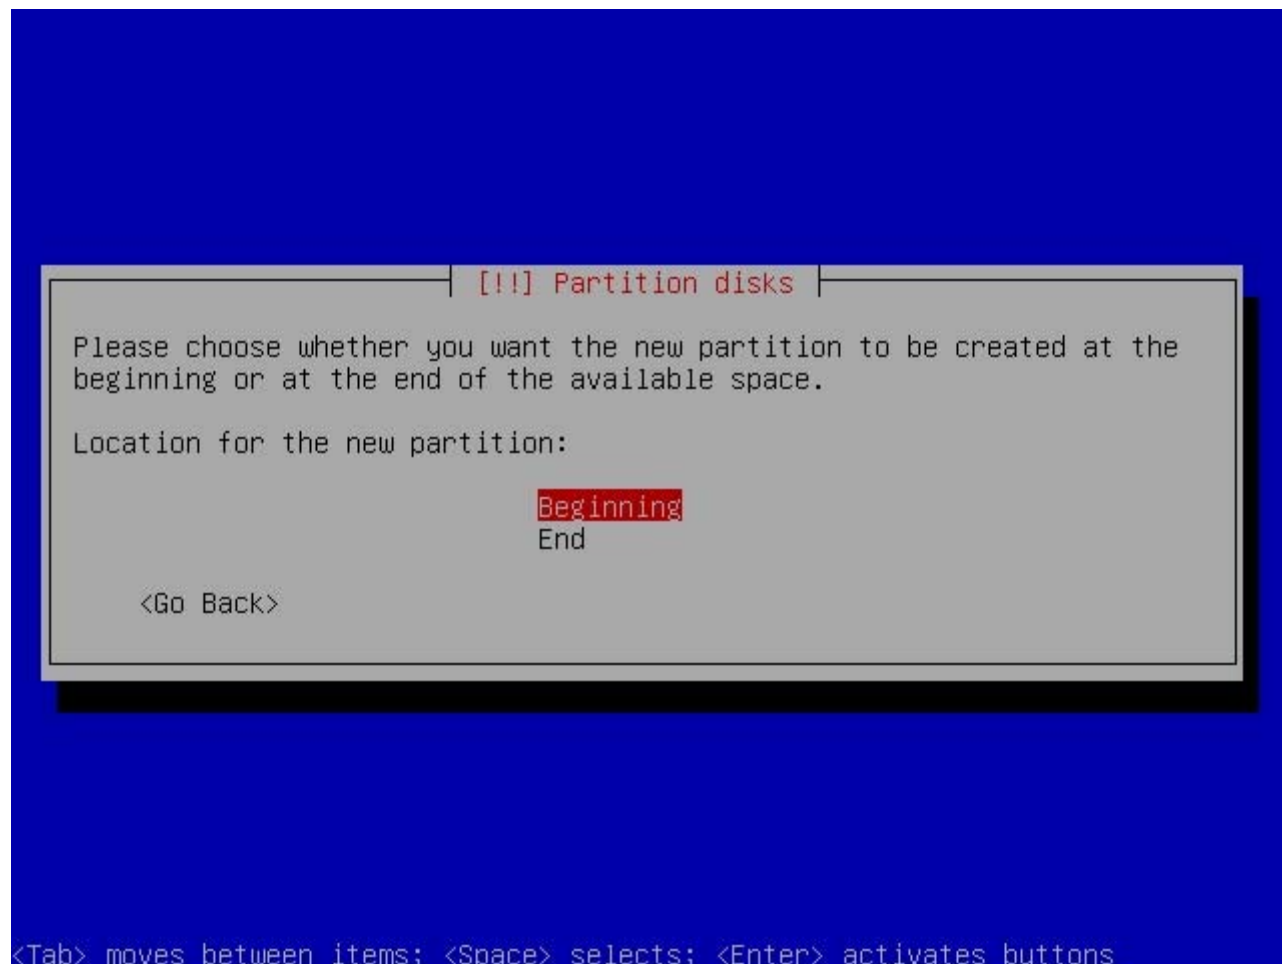 [!!] Partition disks
Please choose whether you want the new partition to be created at the
beginning or at the end of the available space.
Location for the new partition:
Beginning
End
<Go Back>
<Tab> moves between items; <Space> selects; <Enter> activates buttons